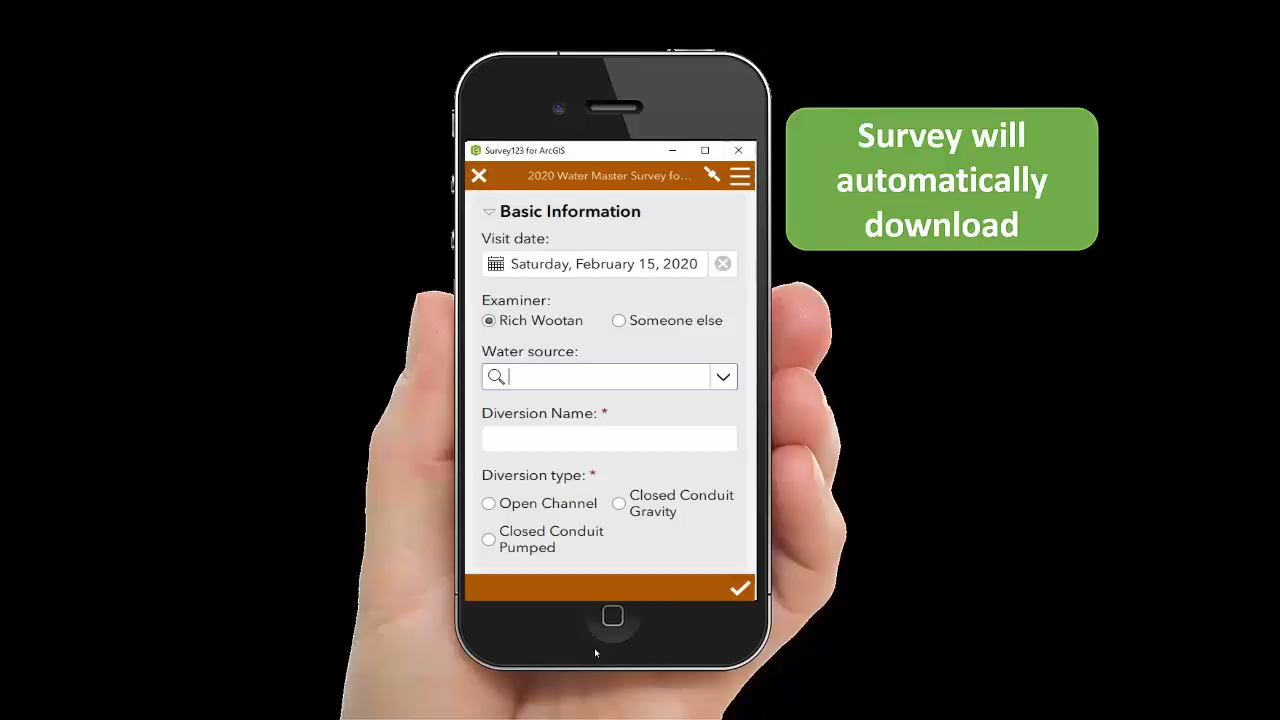 Survey123 for ArcGIS
2020 Water Master Survey fo...
Basic Information
Visit date:
Saturday, February 15, 2020
Examiner:
Rich Wootan
Someone else
Water source:
Diversion Name: *
Diversion type: *
Open Channel
Closed Conduit
Gravity
Closed Conduit
Pumped
Survey will
automatically
download